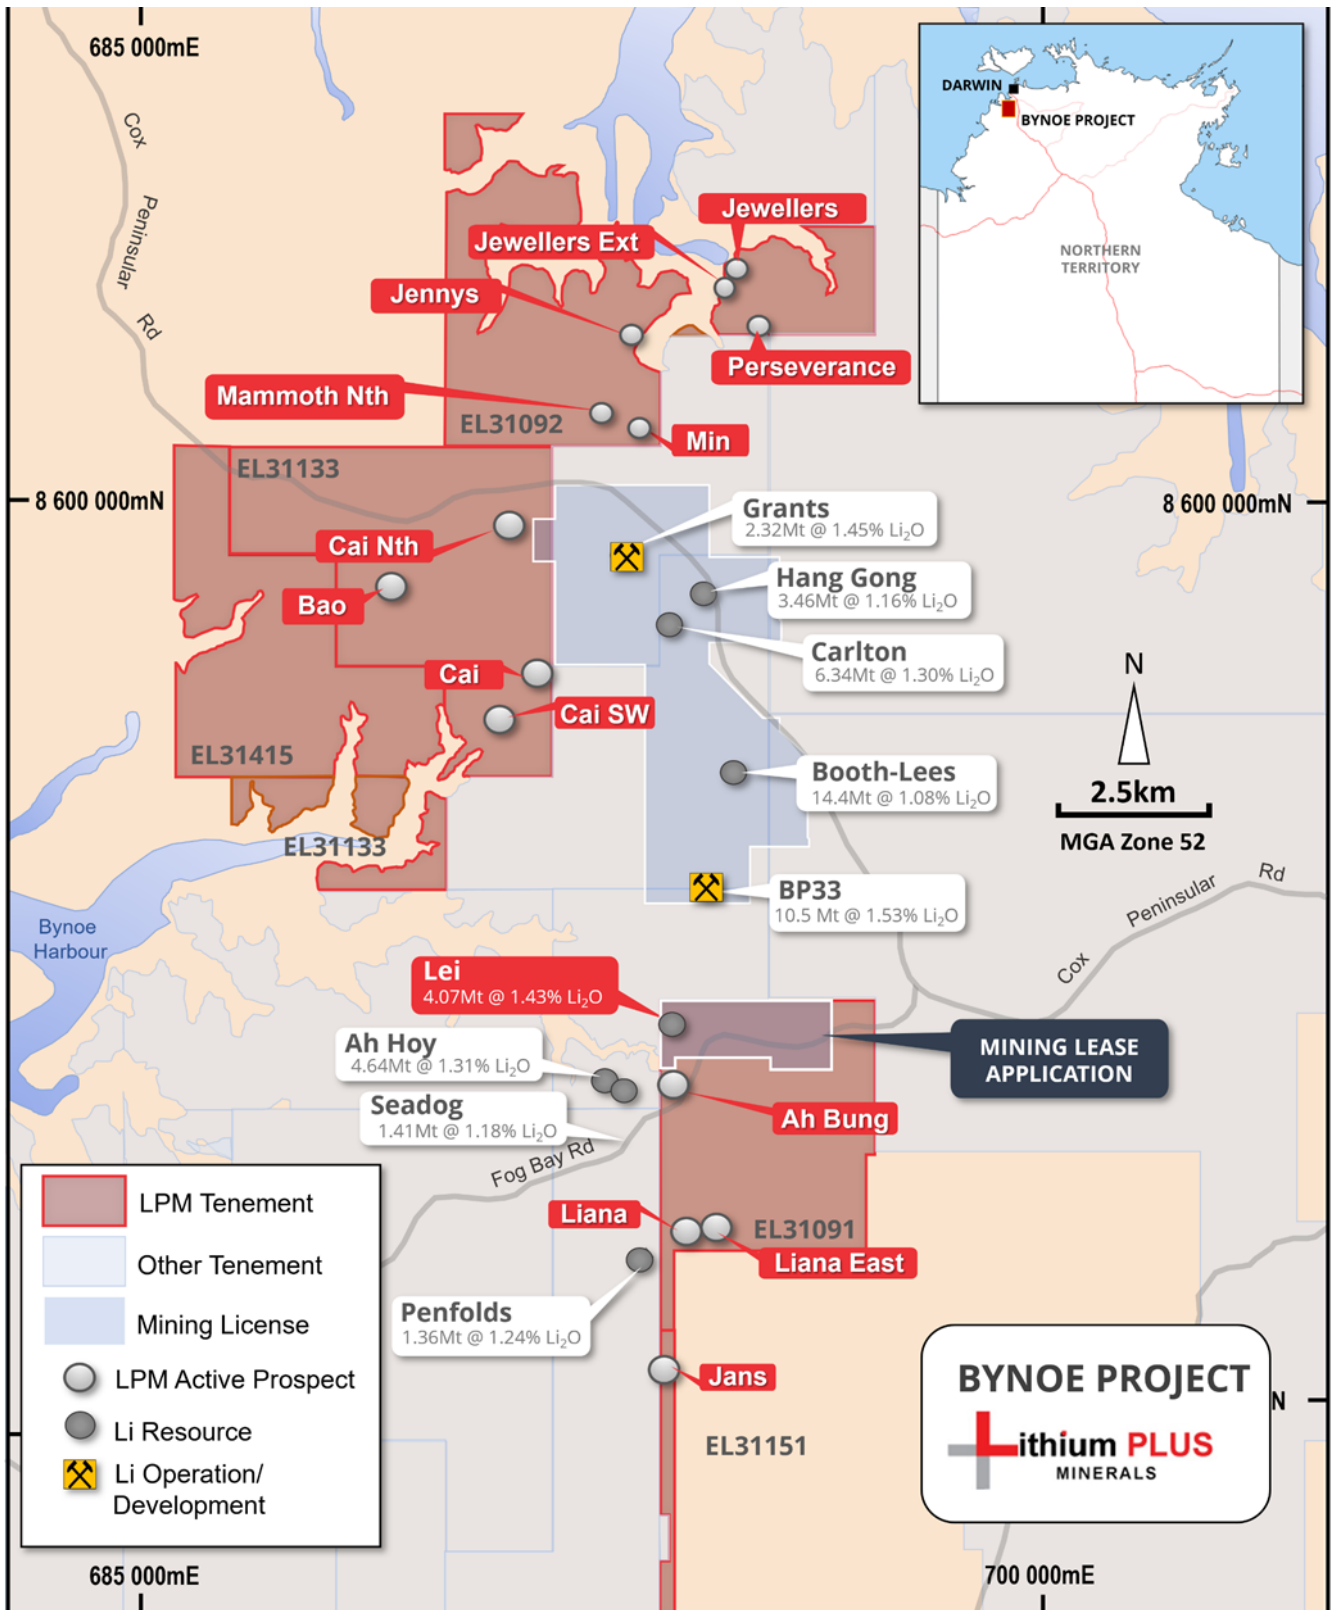 685 000mE
DARWIN
BYNOE PROJECT
NORTHERN
TERRITORY
Cox
Peninsular
Rd
Jewellers
Jewellers Ext
Jennys
Perseverance
Mammoth Nth
EL31092
Min
EL31133
8 600 000mN
8 600 000mN
Grants
2.32Mt @ 1.45% Li₂O
Cai Nth
Hang Gong
3.46Mt @ 1.16% Li₂O
Bao
Carlton
6.34Mt @ 1.30% Li₂O
Cai
N
Cai SW
EL31415
Booth-Lees
14.4Mt @ 1.08% Li₂O
2.5km
MGA Zone 52
EL31133
BP33
10.5 Mt @ 1.53% Li₂O
Cox
Peninsular
Rd
Bynoe
Harbour
Lei
4.07Mt @ 1.43% Li₂O
Ah Hoy
4.64Mt @ 1.31% Li₂O
MINING LEASE
APPLICATION
Seadog
1.41Mt @ 1.18% Li₂O
Ah Bung
Fog Bay Rd
Liana
EL31091
Liana East
Penfolds
1.36Mt @ 1.24% Li₂O
Jans
EL31151
LPM Tenement
Other Tenement
Mining License
LPM Active Prospect
Li Resource
Li Operation/
Development
BYNOE PROJECT
Lithium PLUS
MINERALS
N
685 000mE
700 000mE